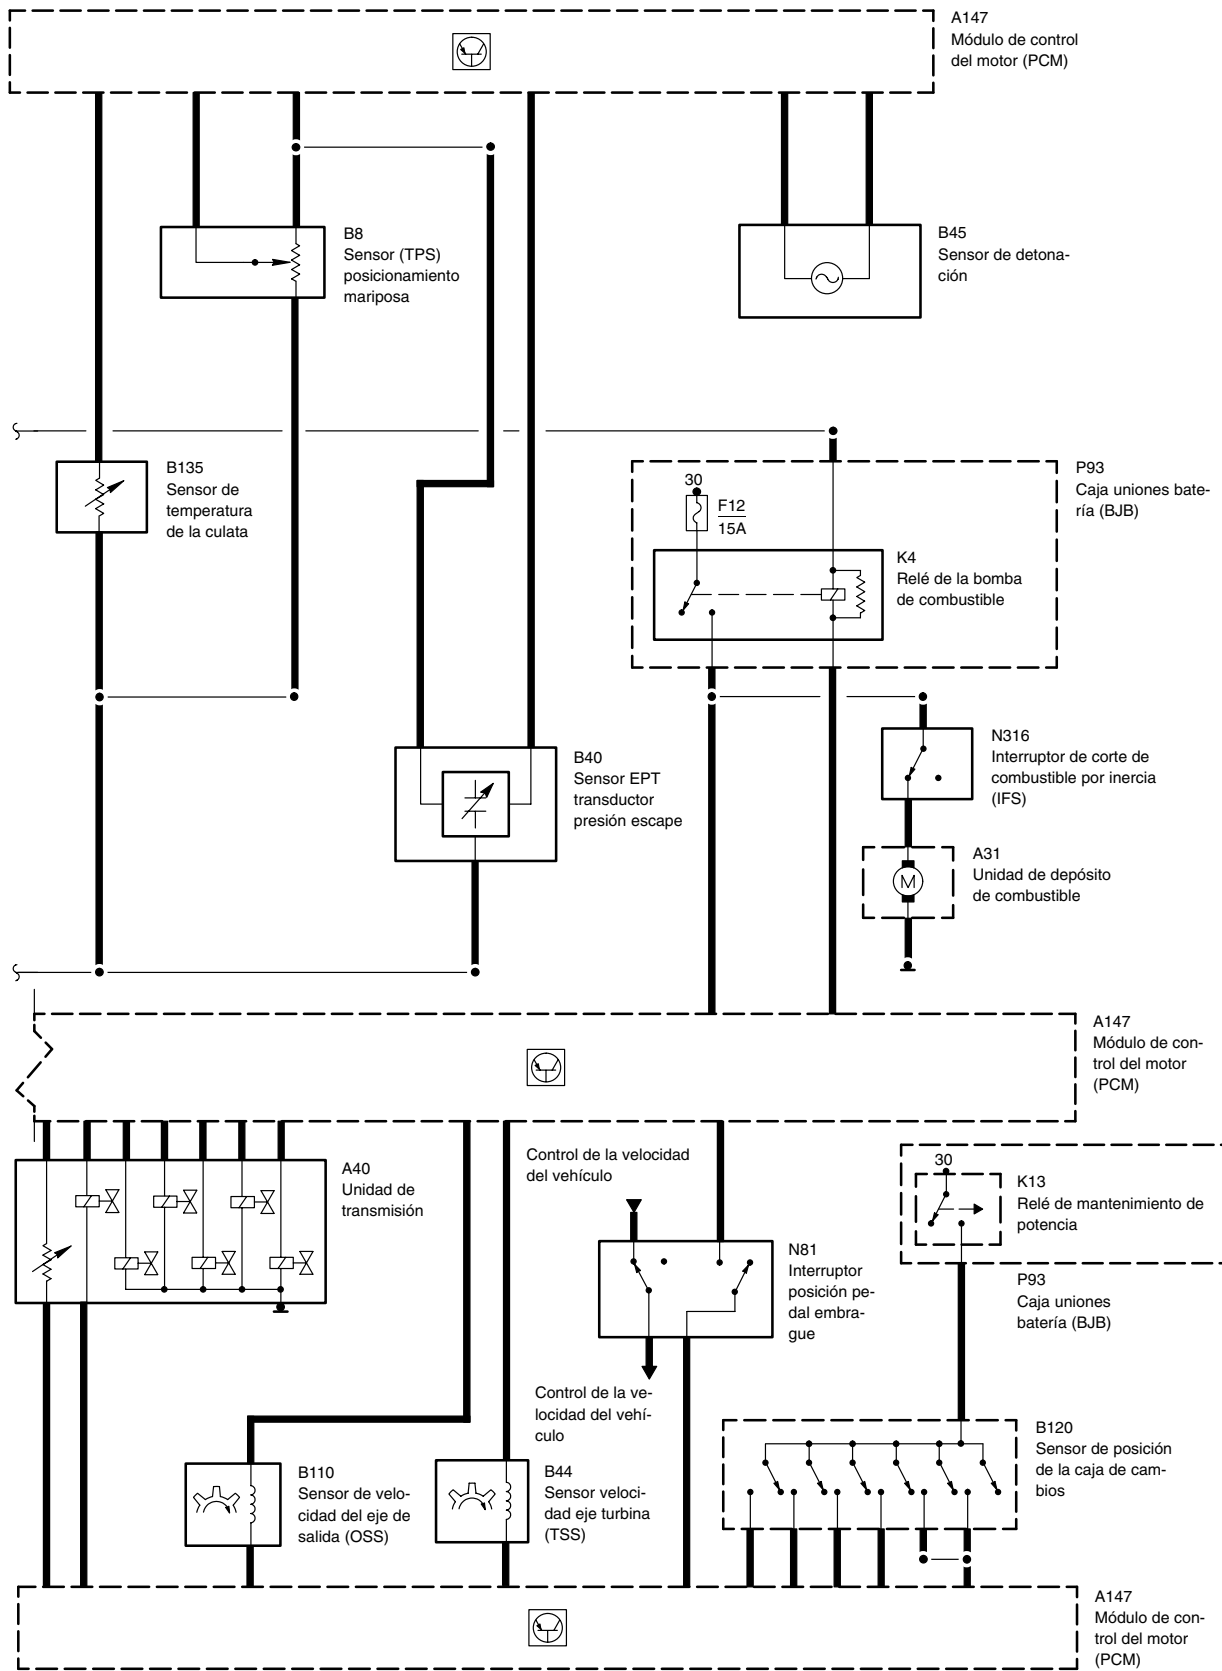 A147
Módulo de control
del motor (PCM)
B8
Sensor (TPS)
posicionamiento
mariposa
B45
Sensor de detona-
ción
B135
Sensor de
temperatura
de la culata
30
F12
15A
P93
Caja uniones bate-
ría (BJB)
K4
Relé de la bomba
de combustible
N316
Interruptor de corte de
combustible por inercia
(IFS)
B40
Sensor EPT
transductor
presión escape
A31
Unidad de depósito
de combustible
M
A147
Módulo de con-
trol del motor
(PCM)
A40
Unidad de
transmisión
Control de la velocidad
del vehículo
30
K13
Relé de mantenimiento de
potencia
N81
Interruptor
posición pe-
dal embra-
gue
P93
Caja uniones
batería (BJB)
Control de la ve-
locidad del vehí-
culo
B110
Sensor de velo-
cidad del eje de
salida (OSS)
B44
Sensor veloci-
dad eje turbina
(TSS)
B120
Sensor de posición
de la caja de cam-
bios
A147
Módulo de con-
trol del motor
(PCM)